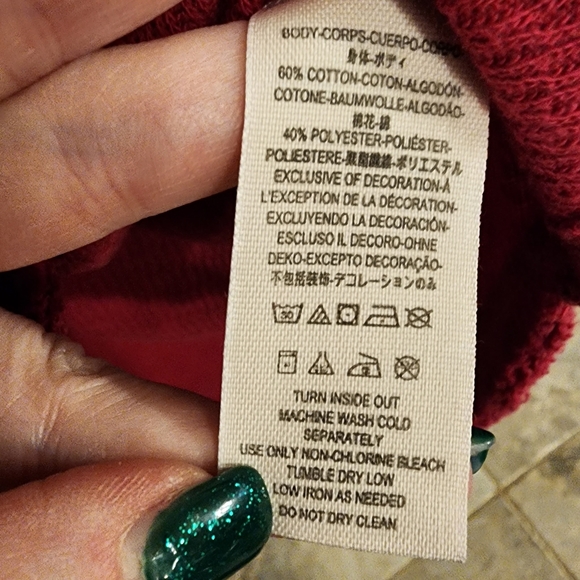 BODY-CORPS-CUERPO-CORPO-
身体-ボディ
60% COTTON-COTON-ALGODÓN-
COTONE-BAUMWOLLE-ALGODÃO-
棉花-綿
40% POLYESTER-POLIÉSTER-
POLIESTERE-聚酯纖維-ポリエステル
EXCLUSIVE OF DECORATION-À
L'EXCEPTION DE LA DÉCORATION-
EXCLUYENDO LA DECORACIÓN-
ESCLUSO IL DECORO-OHNE
DEKO-EXCEPTO DECORAÇÃO-
不包括裝飾-デコレーションのみ
30
TURN INSIDE OUT
MACHINE WASH COLD
SEPARATELY
USE ONLY NON-CHLORINE BLEACH
TUMBLE DRY LOW
LOW IRON AS NEEDED
DO NOT DRY CLEAN